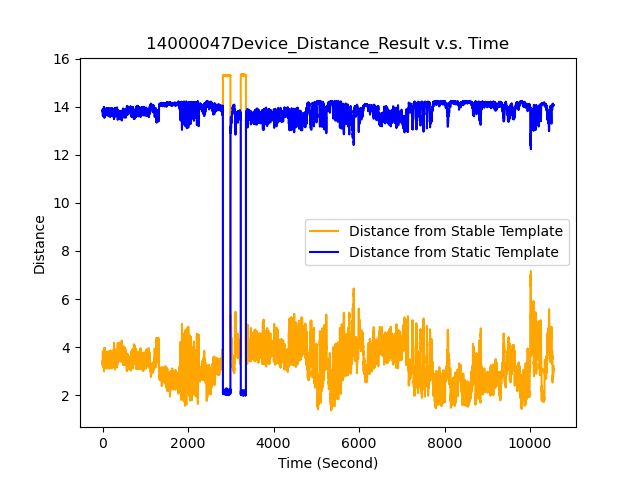 14000047Device_Distance_Result v.s. Time
16
14
12
10
8
6
4
2
Distance
Distance from Stable Template
Distance from Static Template
0
2000
4000
6000
8000
10000
Time (Second)